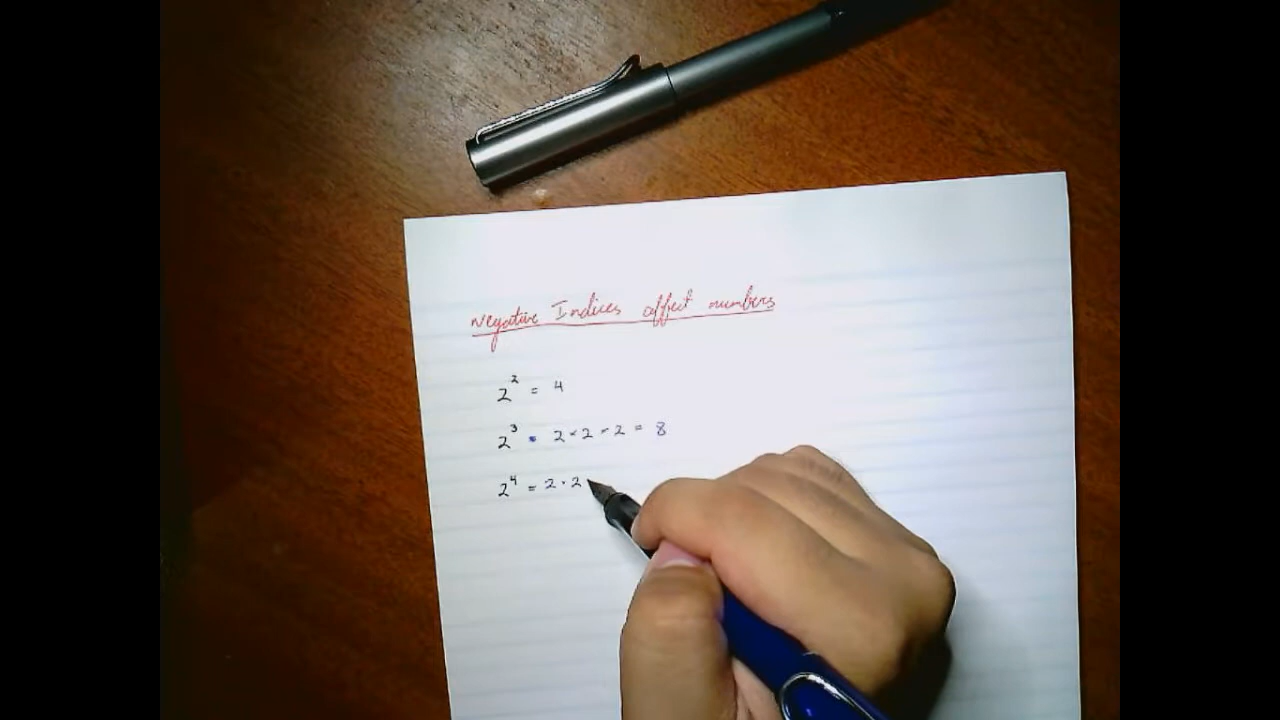 Negative Indices affect numbers
2² = 4
2³ = 2 × 2 × 2 = 8
2⁴ = 2 · 2